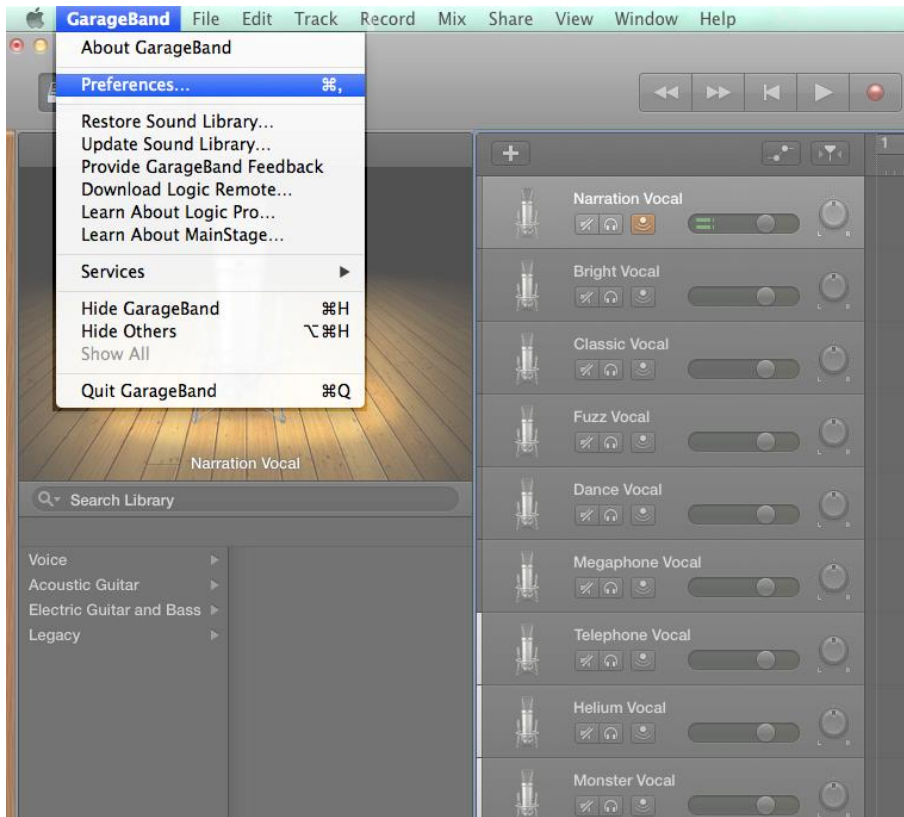 GarageBand File Edit Track Record Mix Share View Window Help
About GarageBand
Preferences... ⌘,
Restore Sound Library...
Update Sound Library...
Provide GarageBand Feedback
Download Logic Remote...
Learn About Logic Pro...
Learn About MainStage...
Services
Hide GarageBand ⌘H
Hide Others ⌥⌘H
Show All
Quit GarageBand ⌘Q
Narration Vocal
Search Library
Voice
Acoustic Guitar
Electric Guitar and Bass
Legacy
1
Narration Vocal
L R
Bright Vocal
L R
Classic Vocal
L R
Fuzz Vocal
L R
Dance Vocal
L R
Megaphone Vocal
L R
Telephone Vocal
L R
Helium Vocal
L R
Monster Vocal
L R